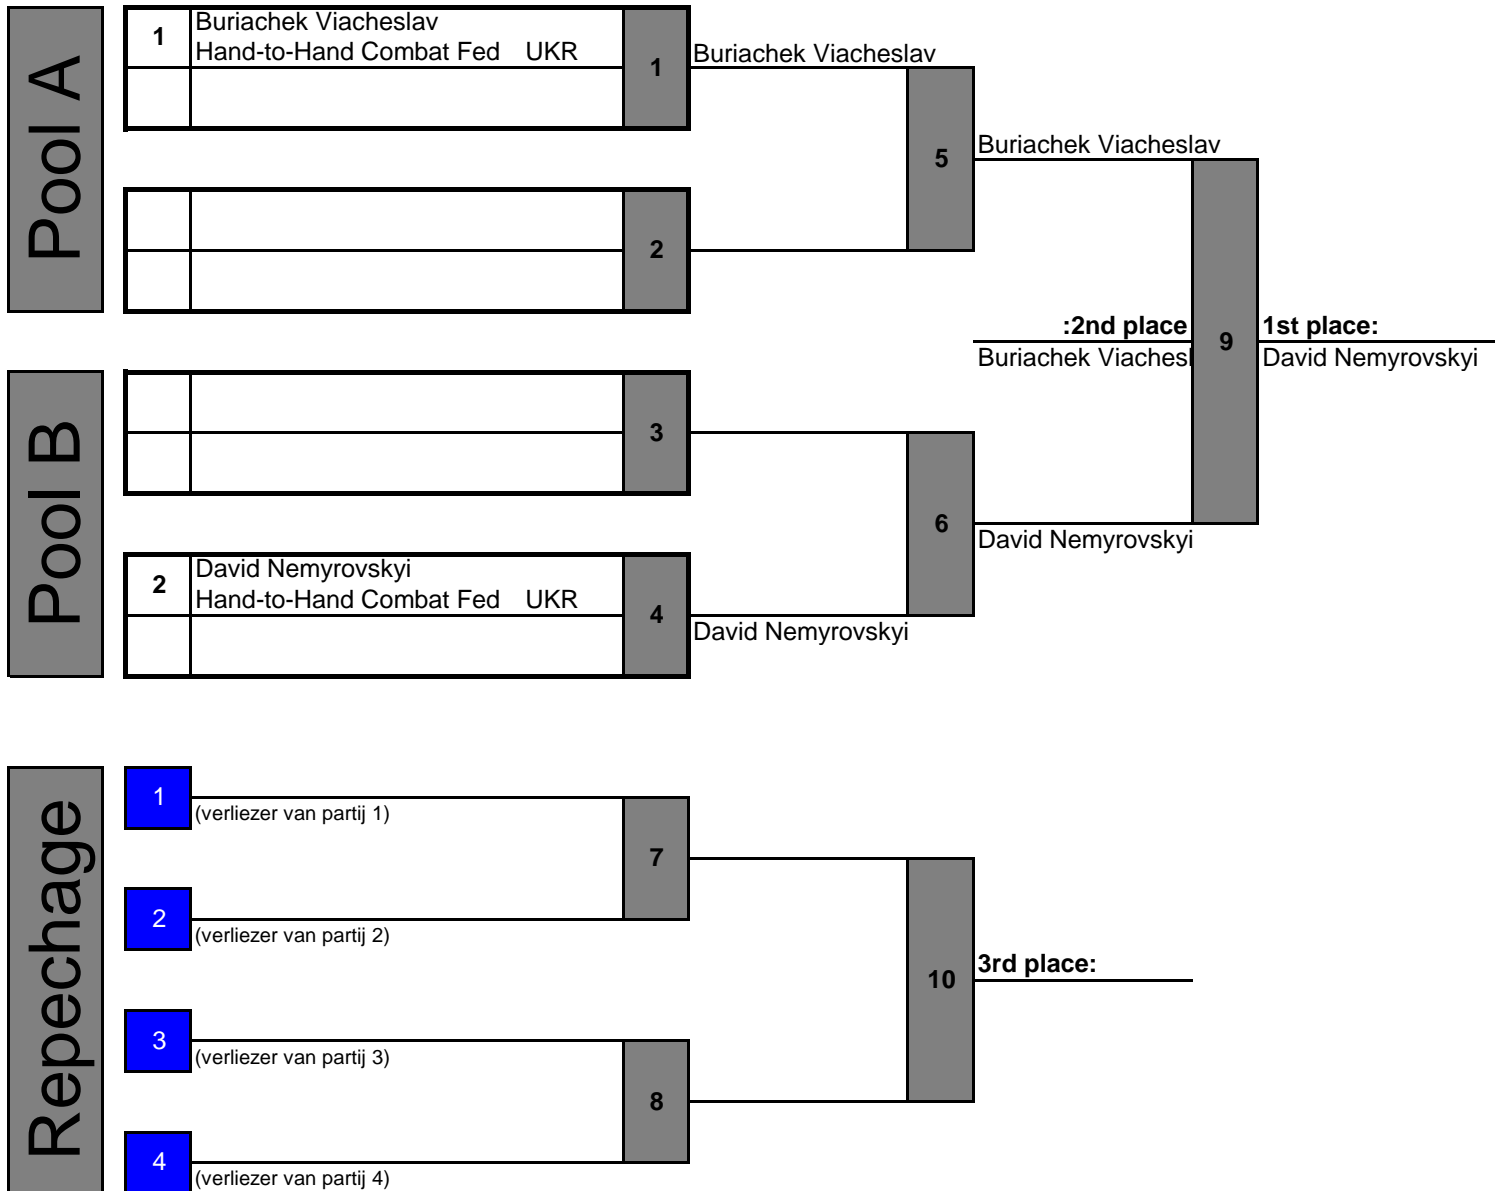 Pool A
1
Buriachek Viacheslav
Hand-to-Hand Combat Fed UKR
1
Buriachek Viacheslav
5
Buriachek Viacheslav
2
:2nd place
Buriachek Viachesl
9
1st place:
David Nemyrovskyi
Pool B
3
6
David Nemyrovskyi
2
David Nemyrovskyi
Hand-to-Hand Combat Fed UKR
4
David Nemyrovskyi
Repechage
1
(verliezer van partij 1)
7
2
(verliezer van partij 2)
10
3rd place:
3
(verliezer van partij 3)
8
4
(verliezer van partij 4)